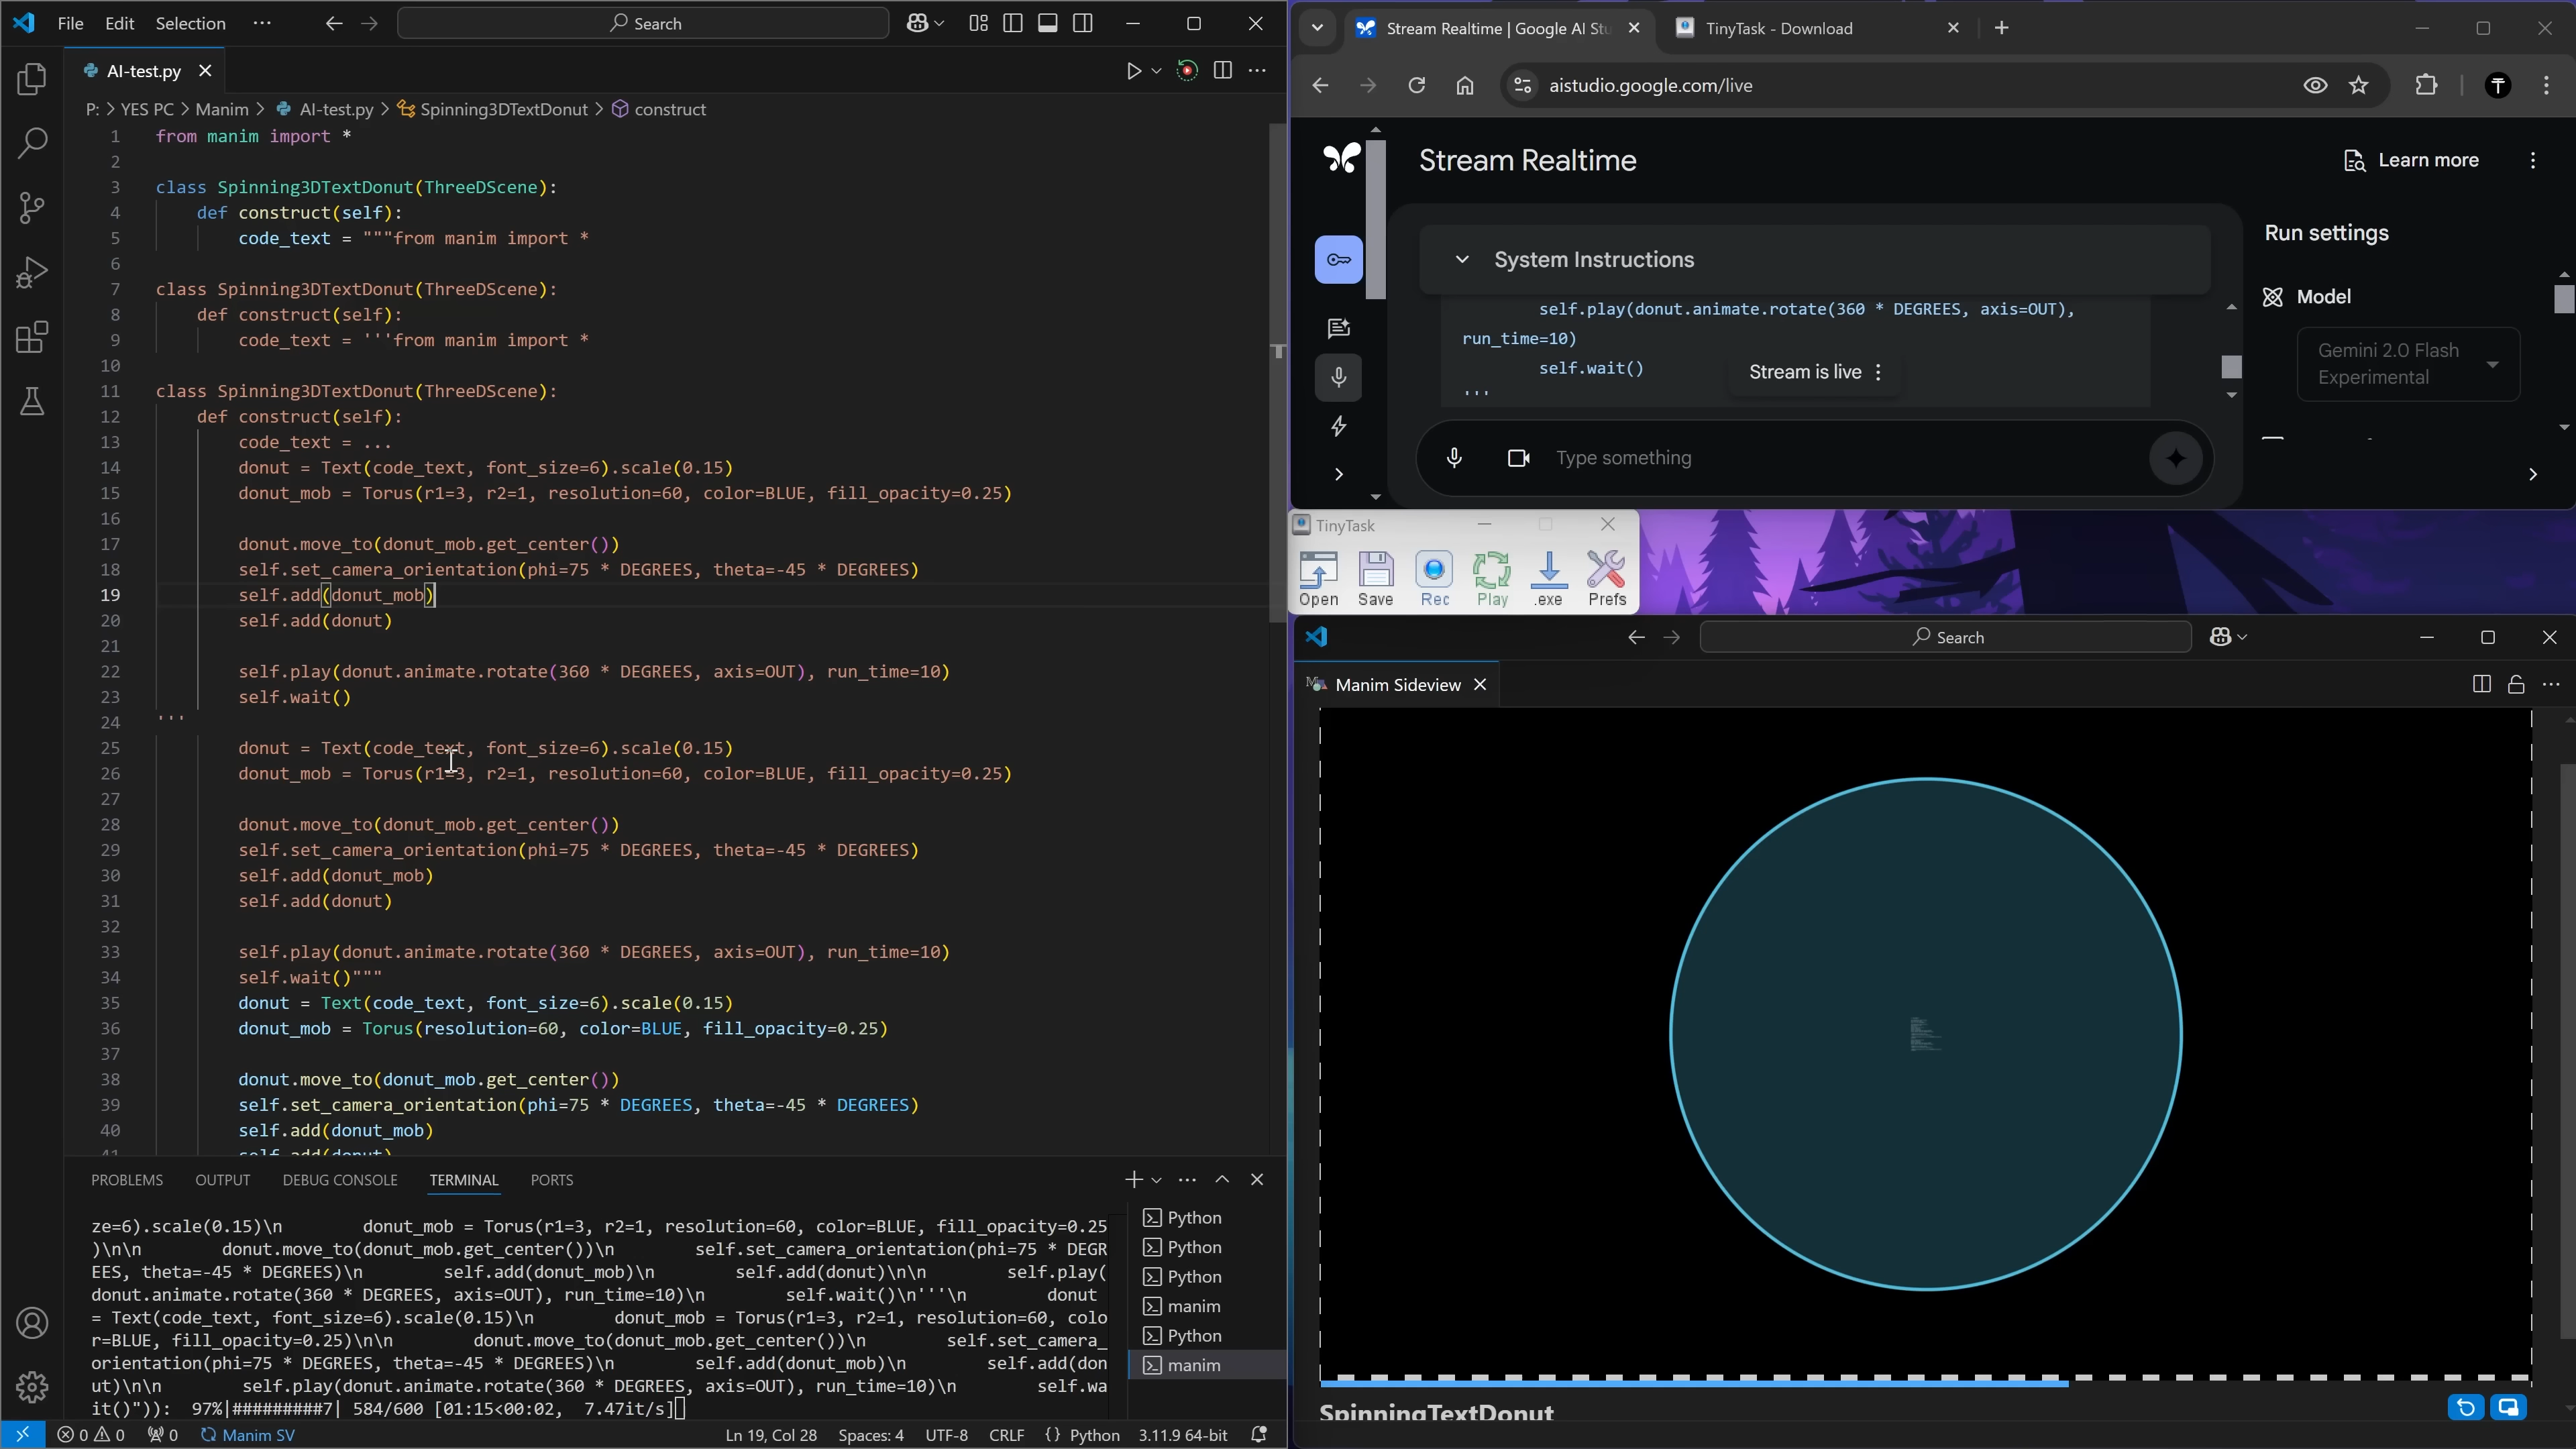 File Edit Selection ··· Search
AI-test.py
P: > YES PC > Manim > AI-test.py > Spinning3DTextDonut > construct
1 from manim import *
2
3 class Spinning3DTextDonut(ThreeDScene):
4 def construct(self):
5 code_text = """from manim import *
6
7 class Spinning3DTextDonut(ThreeDScene):
8 def construct(self):
9 code_text = '''from manim import *
10
11 class Spinning3DTextDonut(ThreeDScene):
12 def construct(self):
13 code_text = ...
14 donut = Text(code_text, font_size=6).scale(0.15)
15 donut_mob = Torus(r1=3, r2=1, resolution=60, color=BLUE, fill_opacity=0.25)
16
17 donut.move_to(donut_mob.get_center())
18 self.set_camera_orientation(phi=75 * DEGREES, theta=-45 * DEGREES)
19 self.add(donut_mob)
20 self.add(donut)
21
22 self.play(donut.animate.rotate(360 * DEGREES, axis=OUT), run_time=10)
23 self.wait()
24 '''
25 donut = Text(code_text, font_size=6).scale(0.15)
26 donut_mob = Torus(r1=3, r2=1, resolution=60, color=BLUE, fill_opacity=0.25)
27
28 donut.move_to(donut_mob.get_center())
29 self.set_camera_orientation(phi=75 * DEGREES, theta=-45 * DEGREES)
30 self.add(donut_mob)
31 self.add(donut)
32
33 self.play(donut.animate.rotate(360 * DEGREES, axis=OUT), run_time=10)
34 self.wait()"""
35 donut = Text(code_text, font_size=6).scale(0.15)
36 donut_mob = Torus(resolution=60, color=BLUE, fill_opacity=0.25)
37
38 donut.move_to(donut_mob.get_center())
39 self.set_camera_orientation(phi=75 * DEGREES, theta=-45 * DEGREES)
40 self.add(donut_mob)
41 self.add(donut)
PROBLEMS OUTPUT DEBUG CONSOLE TERMINAL PORTS
ze=6).scale(0.15)\n donut_mob = Torus(r1=3, r2=1, resolution=60, color=BLUE, fill_opacity=0.25
)\n\n donut.move_to(donut_mob.get_center())\n self.set_camera_orientation(phi=75 * DEGR
EES, theta=-45 * DEGREES)\n self.add(donut_mob)\n self.add(donut)\n\n self.play(
donut.animate.rotate(360 * DEGREES, axis=OUT), run_time=10)\n self.wait()\n'''\n donut
= Text(code_text, font_size=6).scale(0.15)\n donut_mob = Torus(r1=3, r2=1, resolution=60, colo
r=BLUE, fill_opacity=0.25)\n\n donut.move_to(donut_mob.get_center())\n self.set_camera_
orientation(phi=75 * DEGREES, theta=-45 * DEGREES)\n self.add(donut_mob)\n self.add(don
ut)\n\n self.play(donut.animate.rotate(360 * DEGREES, axis=OUT), run_time=10)\n self.wa
it()")): 97%|#########7| 584/600 [01:15<00:02, 7.47it/s]
Python
Python
Python
manim
Python
manim
0 0 0 Manim SV Ln 19, Col 28 Spaces: 4 UTF-8 CRLF {} Python 3.11.9 64-bit
Stream Realtime | Google AI Stu
TinyTask - Download
aistudio.google.com/live
Stream Realtime
Learn more
System Instructions
self.play(donut.animate.rotate(360 * DEGREES, axis=OUT),
run_time=10)
self.wait()
'''
Stream is live
Type something
Run settings
Model
Gemini 2.0 Flash
Experimental
TinyTask
Open Save Rec Play .exe Prefs
Search
Manim Sideview
SpinningTextDonut